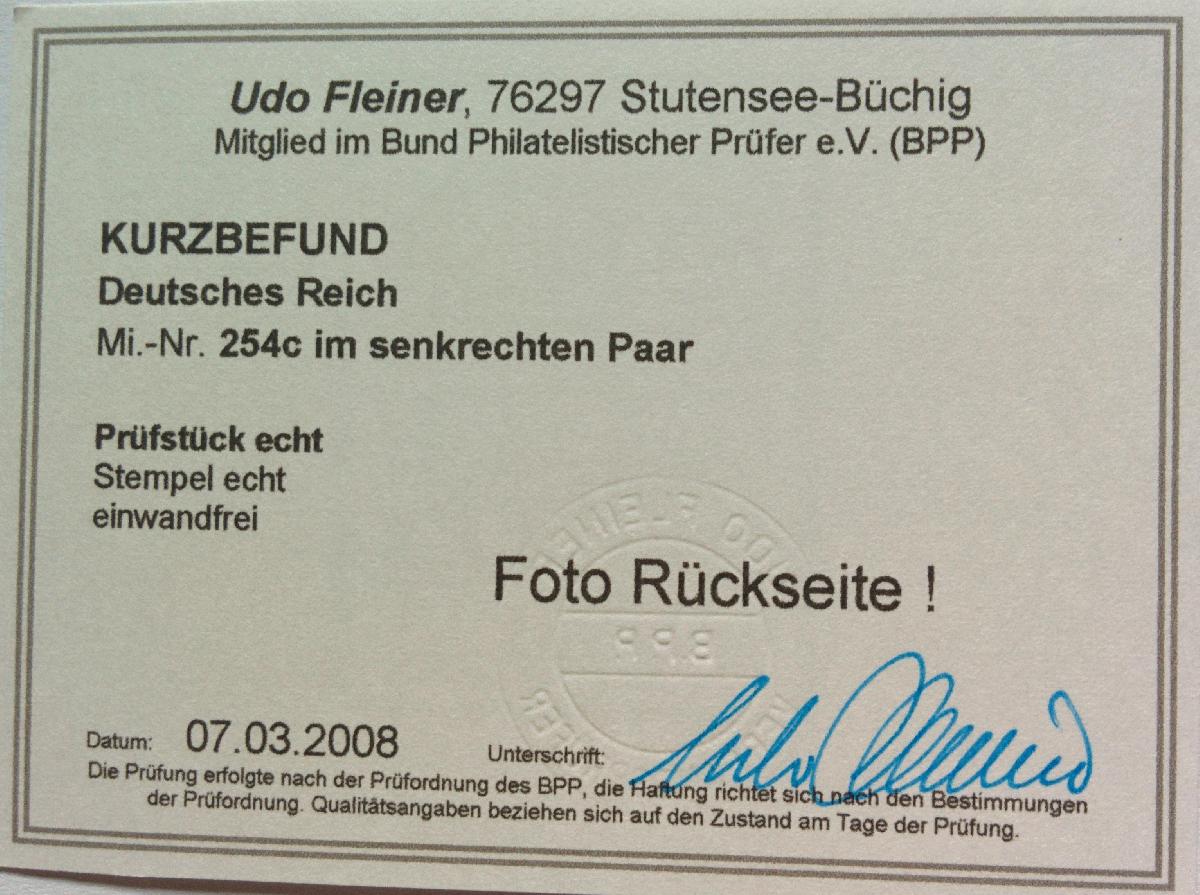 Udo Fleiner, 76297 Stutensee-Büchig
Mitglied im Bund Philatelistischer Prüfer e.V. (BPP)
KURZBEFUND
Deutsches Reich
Mi.-Nr. 254c im senkrechten Paar
Prüfstück echt
Stempel echt
einwandfrei
Foto Rückseite !
BPP
Datum: 07.03.2008 Unterschrift:
Die Prüfung erfolgte nach der Prüfordnung des BPP, die Haftung richtet sich nach den Bestimmungen
der Prüfordnung. Qualitätsangaben beziehen sich auf den Zustand am Tage der Prüfung.